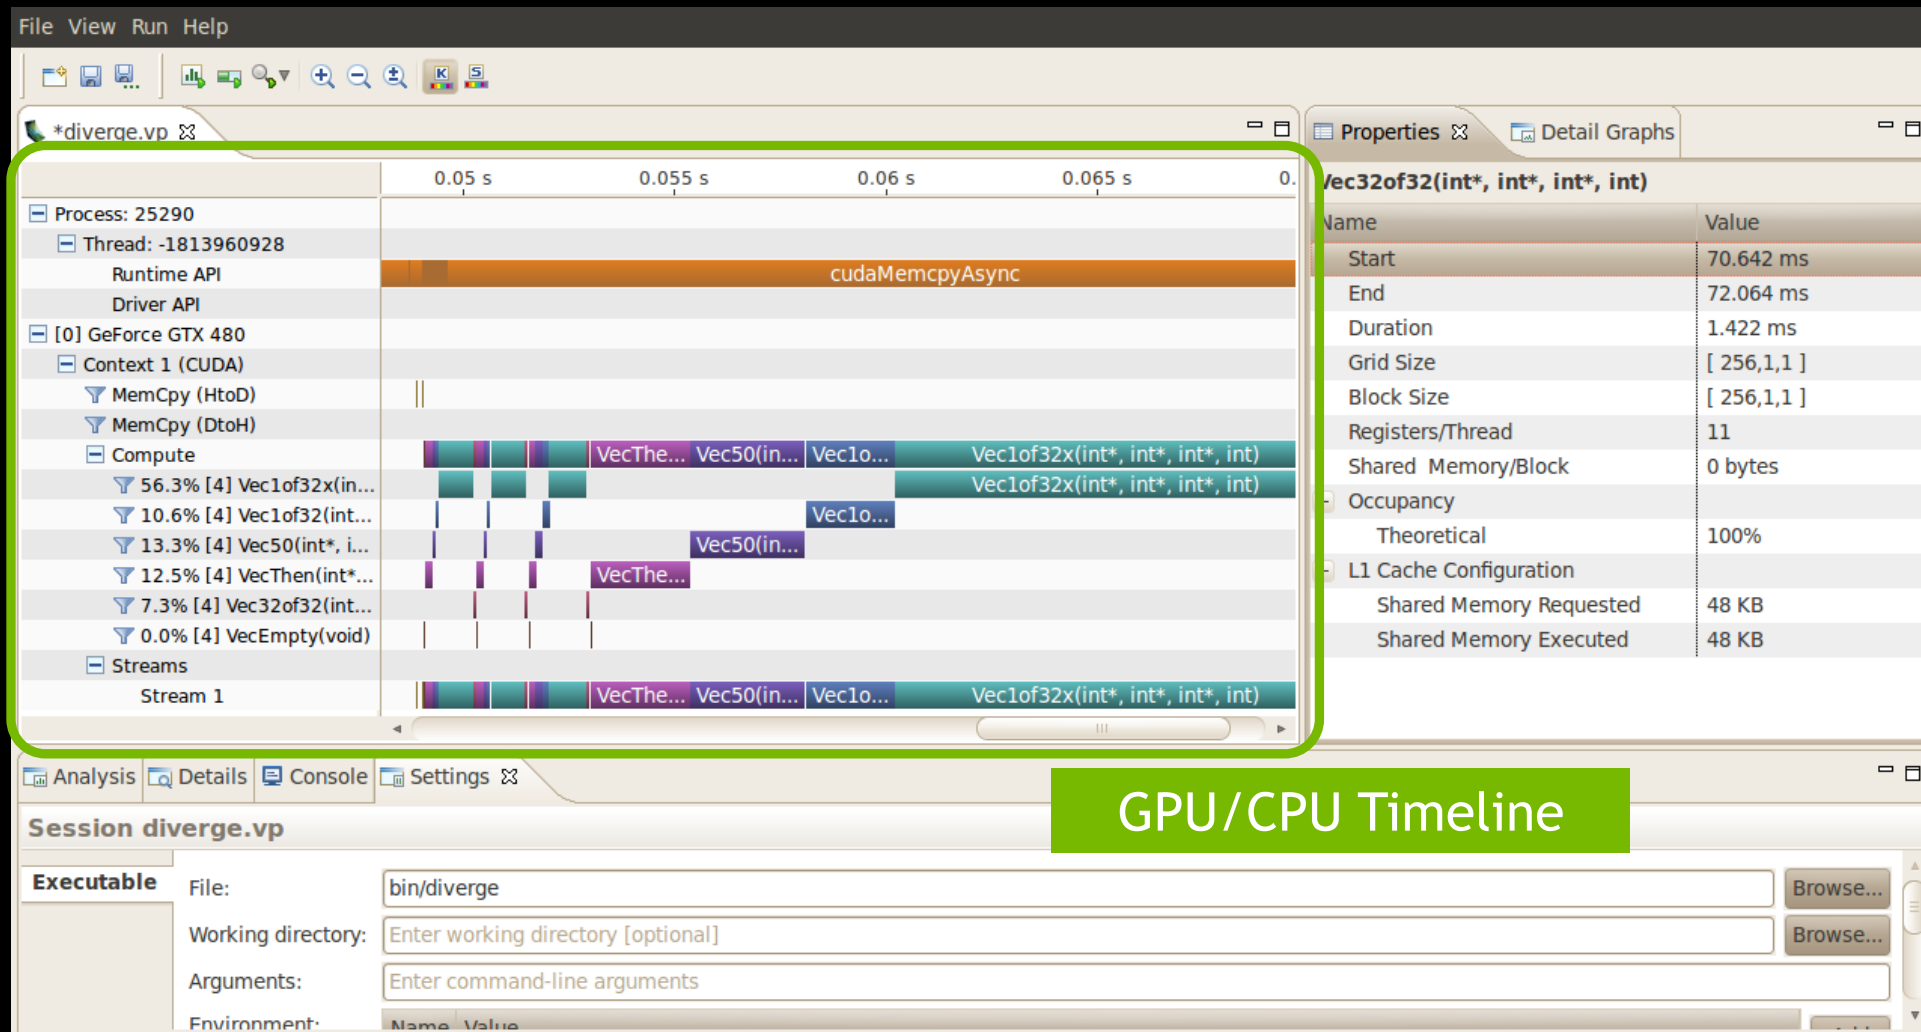 File View Run Help
*diverge.vp
Properties Detail Graphs
0.05 s 0.055 s 0.06 s 0.065 s 0.
Vec32of32(int*, int*, int*, int)
Name Value
Process: 25290
Thread: -1813960928
Runtime API cudaMemcpyAsync
Driver API
[0] GeForce GTX 480
Context 1 (CUDA)
MemCpy (HtoD)
MemCpy (DtoH)
Compute VecThe... Vec50(in... Vec1o... Vec1of32x(int*, int*, int*, int)
56.3% [4] Vec1of32x(in... Vec1of32x(int*, int*, int*, int)
10.6% [4] Vec1of32(int... Vec1o...
13.3% [4] Vec50(int*, i... Vec50(in...
12.5% [4] VecThen(int*... VecThe...
7.3% [4] Vec32of32(int...
0.0% [4] VecEmpty(void)
Streams
Stream 1 VecThe... Vec50(in... Vec1o... Vec1of32x(int*, int*, int*, int)
Start 70.642 ms
End 72.064 ms
Duration 1.422 ms
Grid Size [ 256,1,1 ]
Block Size [ 256,1,1 ]
Registers/Thread 11
Shared Memory/Block 0 bytes
Occupancy
Theoretical 100%
L1 Cache Configuration
Shared Memory Requested 48 KB
Shared Memory Executed 48 KB
Analysis Details Console Settings
GPU/CPU Timeline
Session diverge.vp
Executable
File: bin/diverge Browse...
Working directory: Enter working directory [optional] Browse...
Arguments: Enter command-line arguments
Environment: Name Value